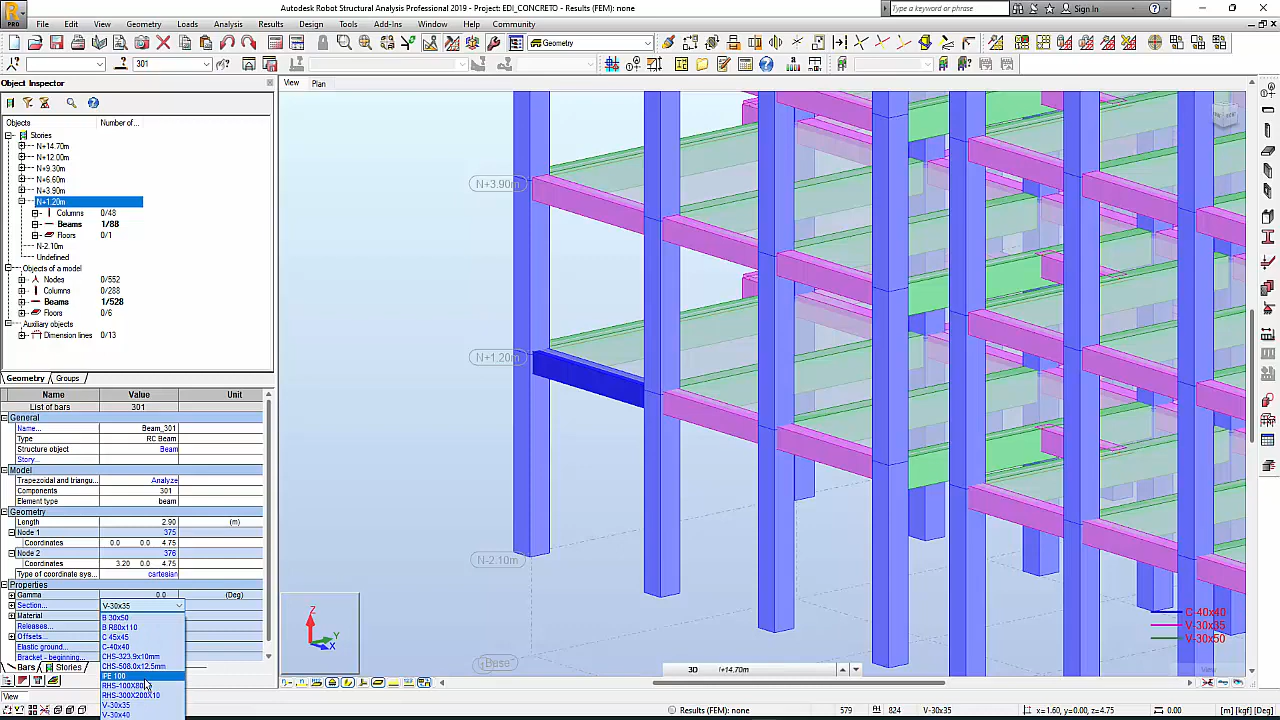 PRO
Autodesk Robot Structural Analysis Professional 2019 - Project: EDI_CONCRETO - Results (FEM): none
Type a keyword or phrase
Sign In
File Edit View Geometry Loads Analysis Results Design Tools Add-Ins Window Help Community
Geometry
301
Object Inspector
View Plan
Objects Number of...
Stories
N+14.70m
N+12.00m
N+9.30m
N+6.60m
N+3.90m
N+1.20m
Columns 0/48
Beams 1/88
Floors 0/1
N-2.10m
Undefined
Objects of a model
Nodes 0/552
Columns 0/288
Beams 1/528
Floors 0/6
Auxiliary objects
Dimension lines 0/13
Geometry Groups
Name Value Unit
List of bars 301
General
Name... Beam_301
Type RC Beam
Structure object Beam
Story...
Model
Trapezoidal and triangu... Analyze
Components 301
Element type beam
Geometry
Length 2.90 (m)
Node 1 375
Coordinates 0.0 0.0 4.75
Node 2 376
Coordinates 3.20 0.0 4.75
Type of coordinate sys... cartesian
Properties
Gamma 0.0 (Deg)
Section... V-30x35
Material
Releases...
Offsets...
Elastic ground...
Bracket - beginning...
B 30x50
B R80x110
C 45x45
C-40x40
CHS-323.9x10mm
CHS-508.0x12.5mm
IPE 100
RHS-100X80
RHS-300X200X10
V-30x35
V-30x40
Bars Stories
View
N+3.90m
N+1.20m
N-2.10m
Base
Z
Y
X
C-40x40
V-30x35
V-30x50
View
3D
l+14.70m
Results (FEM): none 579 824 V-30x35 x=1.60, y=0.00; z=4.75 0.00 [m] [kgf] [Deg]